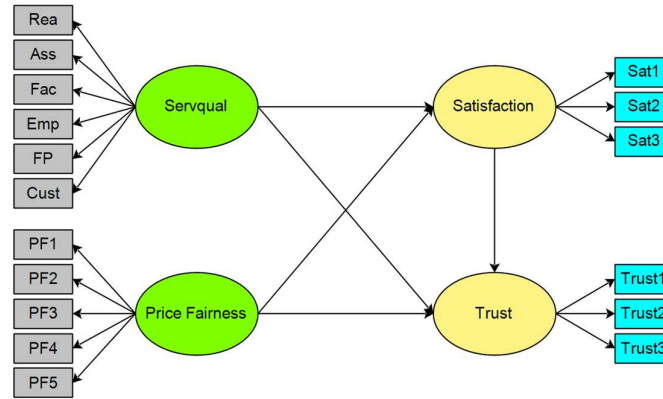 Rea
Ass
Fac
Emp
FP
Cust
Servqual
Satisfaction
Sat1
Sat2
Sat3
PF1
PF2
PF3
PF4
PF5
Price Fairness
Trust
Trust1
Trust2
Trust3